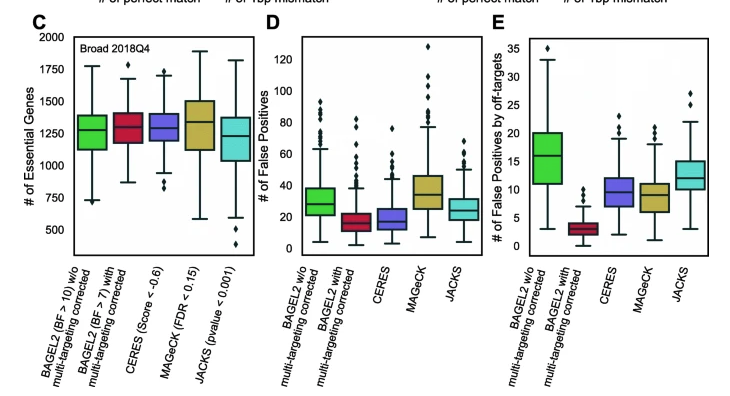 # of perfect match # of 1bp mismatch # of perfect match # of 1bp mismatch
C
Broad 2018Q4
# of Essential Genes
2000
1750
1500
1250
1000
750
500
BAGEL2 (BF > 10) w/o
multi-targeting corrected
BAGEL2 (BF > 7) with
multi-targeting corrected
CERES (Score < -0.6)
MAGeCK (FDR < 0.15)
JACKS (pvalue < 0.001)
D
# of False Positives
120
100
80
60
40
20
0
BAGEL2 w/o
multi-targeting corrected
BAGEL2 with
multi-targeting corrected
CERES
MAGeCK
JACKS
E
# of False Positives by off-targets
35
30
25
20
15
10
5
0
BAGEL2 w/o
multi-targeting corrected
BAGEL2 with
multi-targeting corrected
CERES
MAGeCK
JACKS